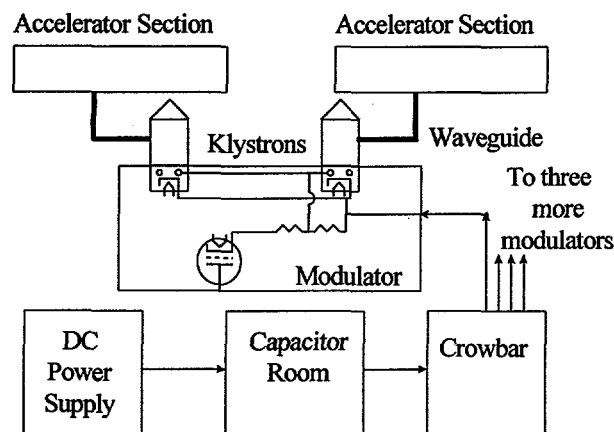 Accelerator Section
Accelerator Section
Klystrons
Waveguide
To three
more
modulators
Modulator
DC
Power
Supply
Capacitor
Room
Crowbar